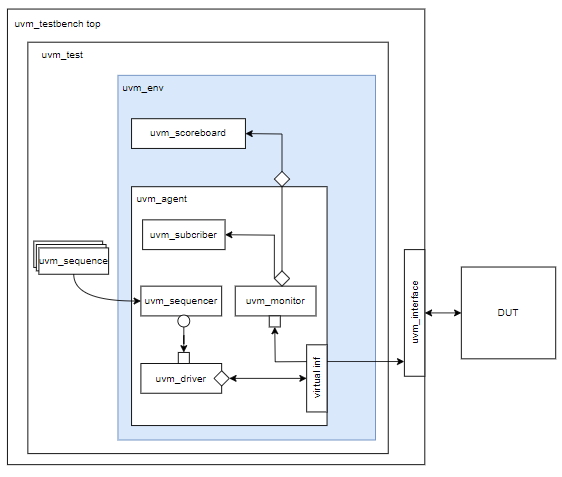 uvm_testbench top
uvm_test
uvm_env
uvm_scoreboard
uvm_agent
uvm_subcriber
uvm_sequence
uvm_sequencer
uvm_monitor
uvm_interface
DUT
virtual inf
uvm_driver